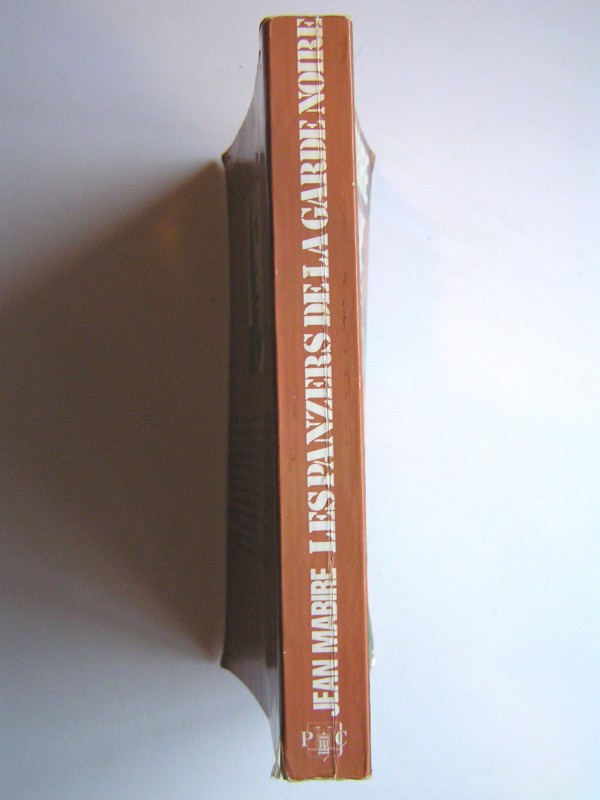 JEAN MABIRE LES PANZERS DE LA GARDE NOIRE
P C